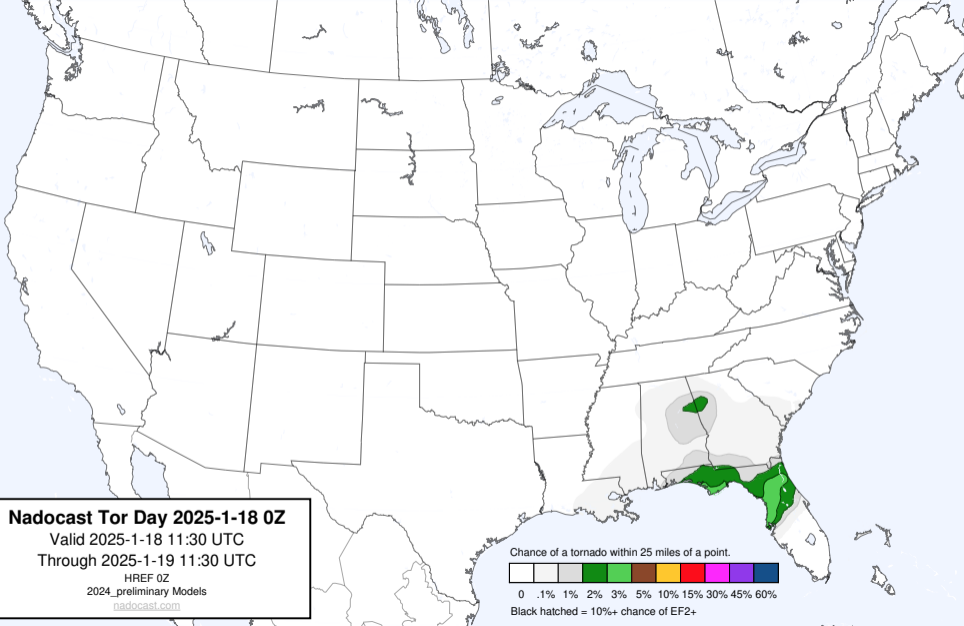 Nadocast Tor Day 2025-1-18 0Z
Valid 2025-1-18 11:30 UTC
Through 2025-1-19 11:30 UTC
HREF 0Z
2024_preliminary Models
nadocast.com
Chance of a tornado within 25 miles of a point.
0 .1% 1% 2% 3% 5% 10% 15% 30% 45% 60%
Black hatched = 10%+ chance of EF2+